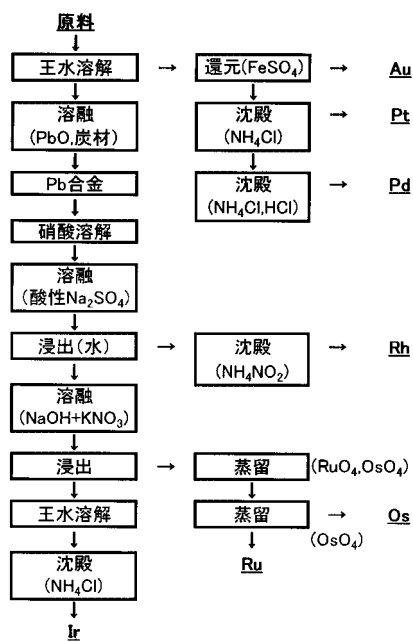 原料
王水溶解 → 還元(FeSO₄) → Au
溶融
(PbO,炭材)
沈殿
(NH₄Cl)
→ Pt
Pb合金
沈殿
(NH₄Cl,HCl)
→ Pd
硝酸溶解
溶融
(酸性Na₂SO₄)
浸出(水) → 沈殿
(NH₄NO₂)
→ Rh
溶融
(NaOH+KNO₃)
浸出 → 蒸留 (RuO₄,OsO₄)
王水溶解 蒸留 → Os
(OsO₄)
沈殿
(NH₄Cl)
Ru
Ir